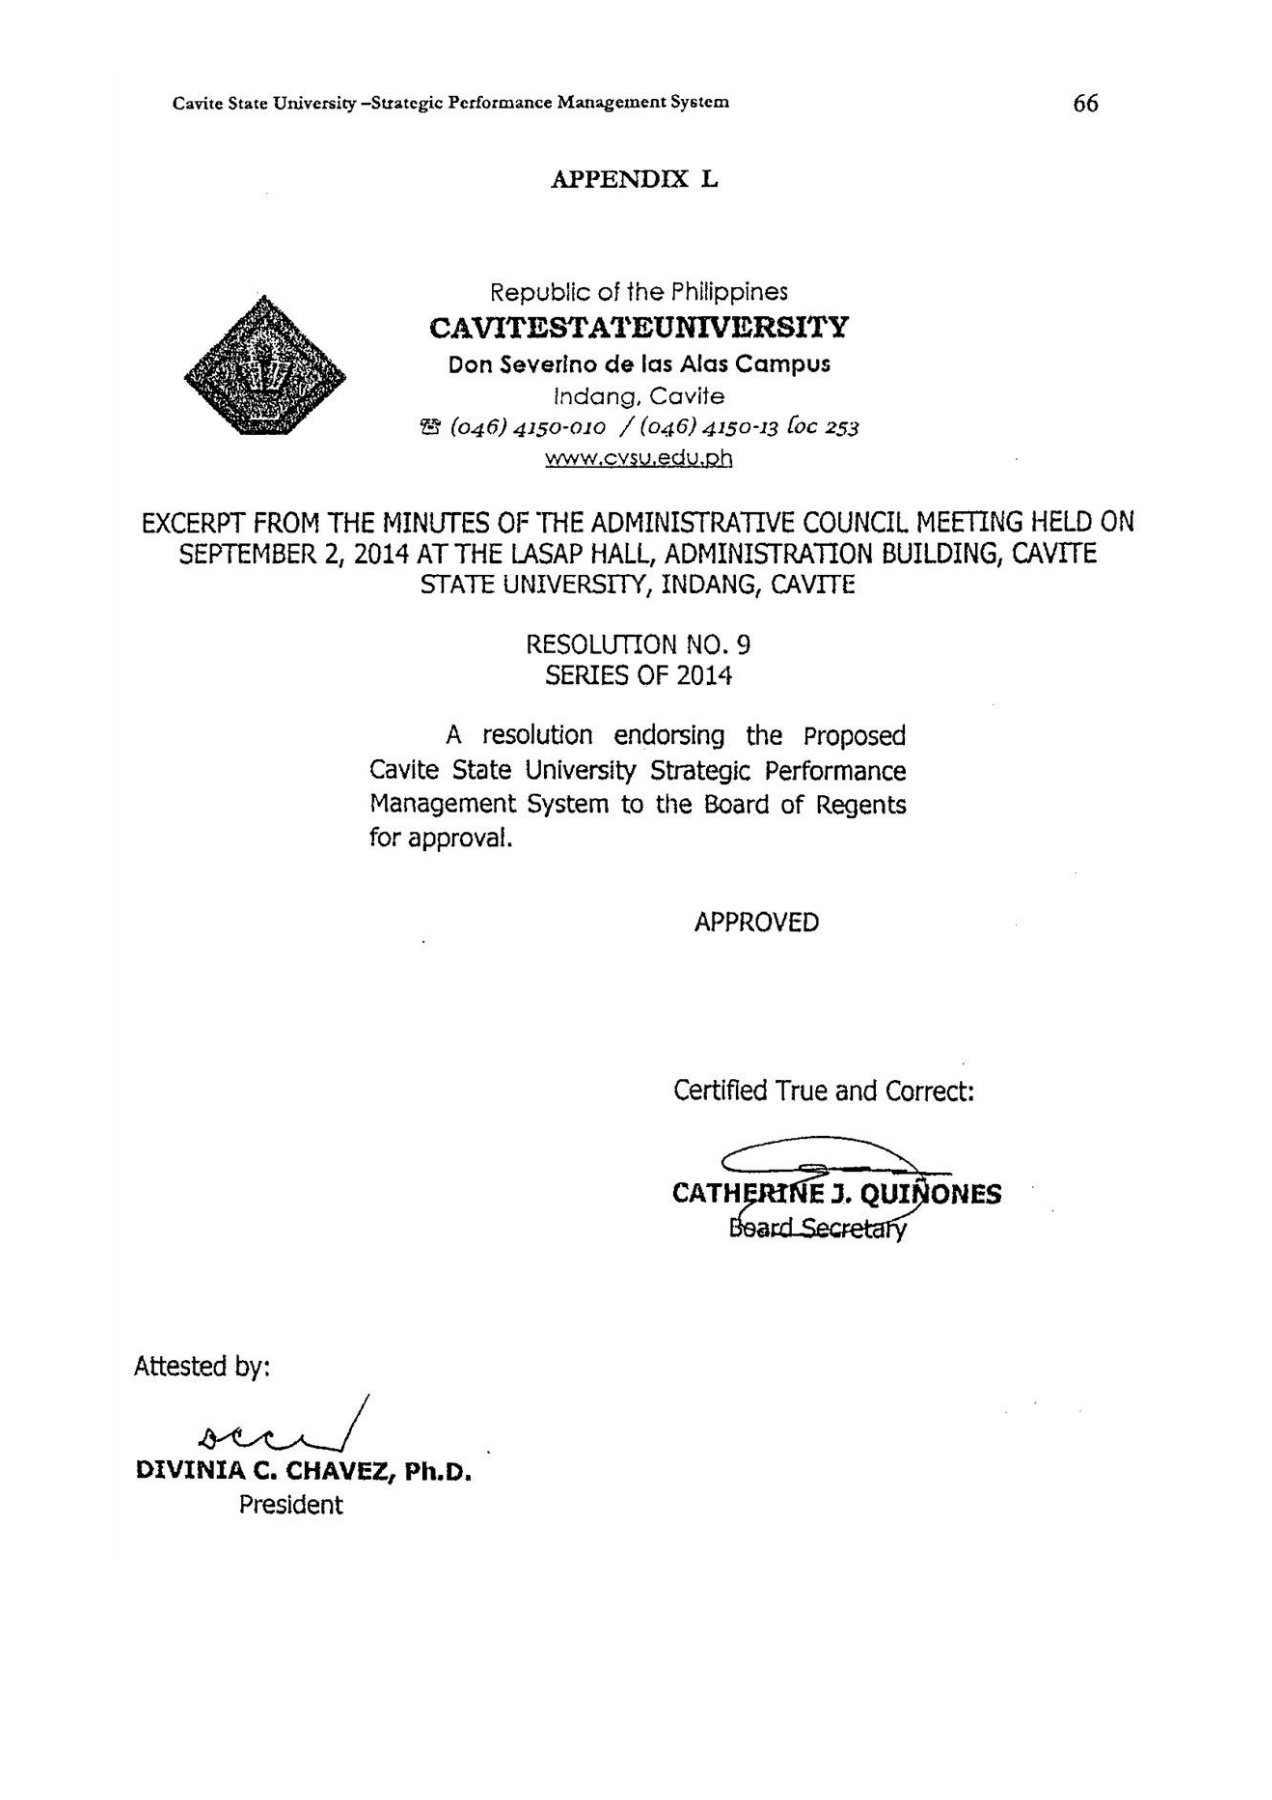 Cavite State University –Strategic Performance Management System 66
APPENDIX L
Republic of the Philippines
CAVITESTATEUNIVERSITY
Don Severino de las Alas Campus
Indang, Cavite
☎ (046) 4150-010 / (046) 4150-13 loc 253
www.cvsu.edu.ph
EXCERPT FROM THE MINUTES OF THE ADMINISTRATIVE COUNCIL MEETING HELD ON
SEPTEMBER 2, 2014 AT THE LASAP HALL, ADMINISTRATION BUILDING, CAVITE
STATE UNIVERSITY, INDANG, CAVITE
RESOLUTION NO. 9
SERIES OF 2014
A resolution endorsing the Proposed
Cavite State University Strategic Performance
Management System to the Board of Regents
for approval.
APPROVED
Certified True and Correct:
CATHERINE J. QUIÑONES
Board Secretary
Attested by:
DIVINIA C. CHAVEZ, Ph.D.
President